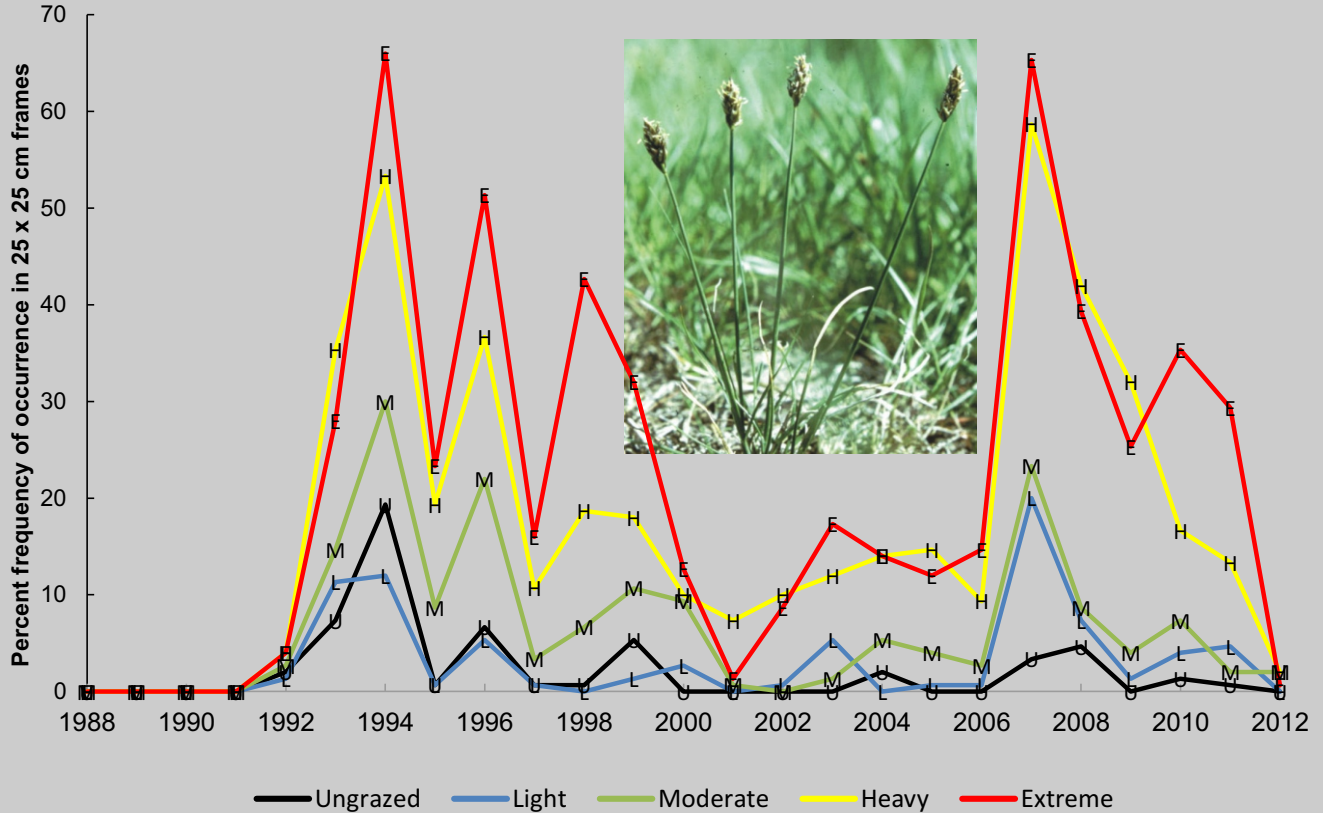 70
60
50
40
30
20
10
0
Percent frequency of occurrence in 25 x 25 cm frames
1988 1990 1992 1994 1996 1998 2000 2002 2004 2006 2008 2010 2012
Ungrazed Light Moderate Heavy Extreme